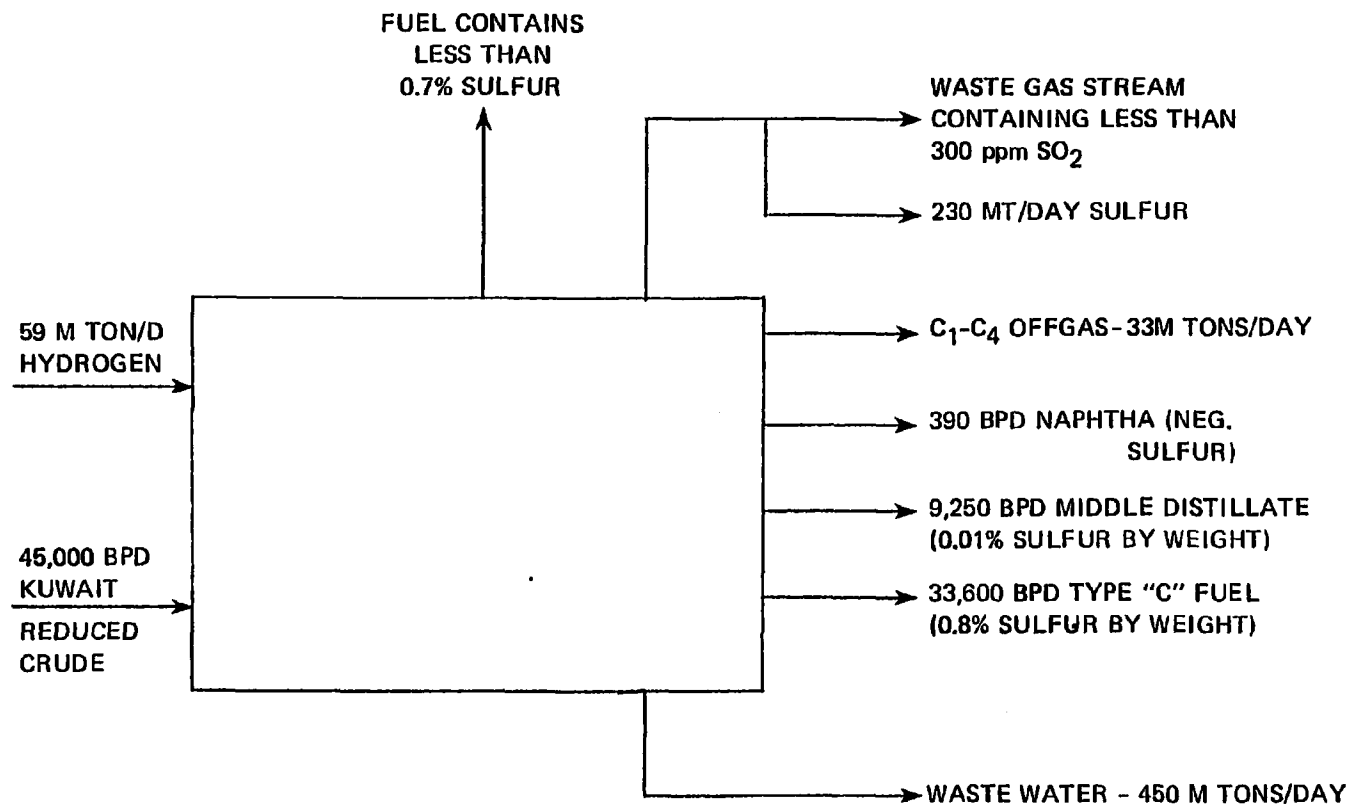 FUEL CONTAINS
LESS THAN
0.7% SULFUR
WASTE GAS STREAM
CONTAINING LESS THAN
300 ppm SO2
230 MT/DAY SULFUR
59 M TON/D
HYDROGEN
C1-C4 OFFGAS-33M TONS/DAY
390 BPD NAPHTHA (NEG.
SULFUR)
9,250 BPD MIDDLE DISTILLATE
(0.01% SULFUR BY WEIGHT)
45,000 BPD
KUWAIT
REDUCED
CRUDE
33,600 BPD TYPE “C” FUEL
(0.8% SULFUR BY WEIGHT)
WASTE WATER - 450 M TONS/DAY